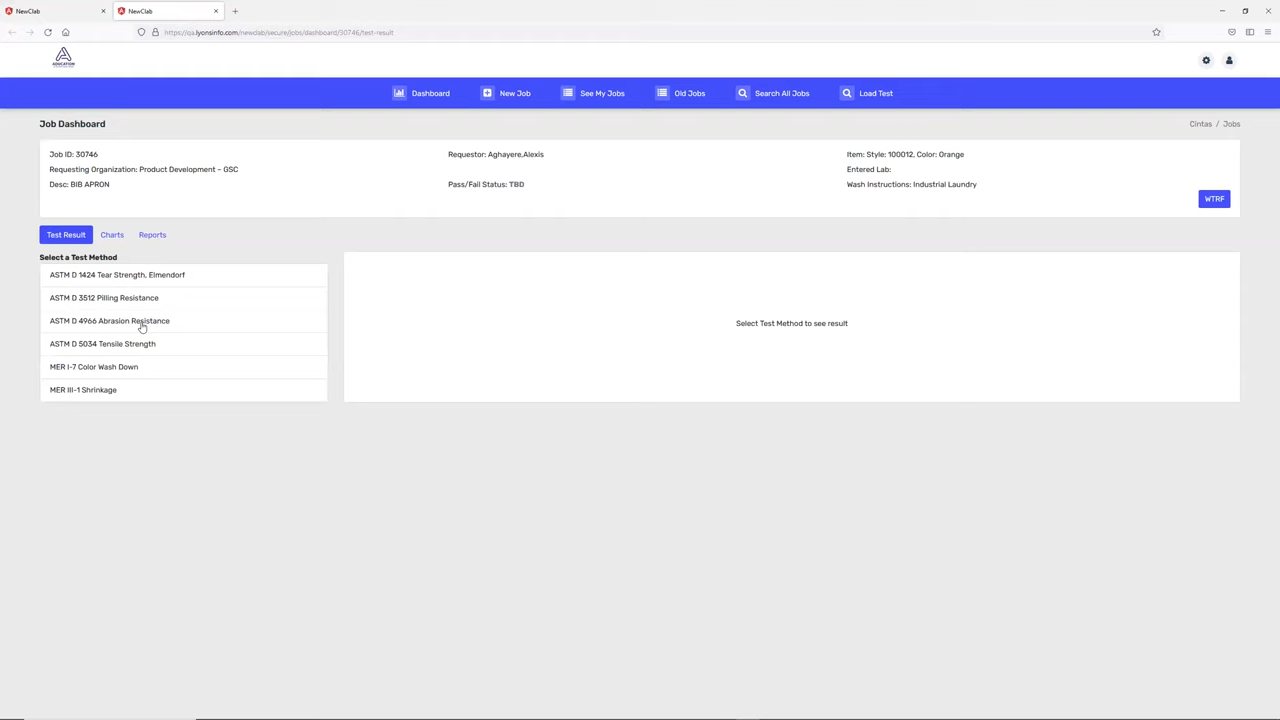 NewClab
NewClab
https://qa.lyonsinfo.com/newclab/secure/jobs/dashboard/30746/test-result
ADUCATION
Dashboard
New Job
See My Jobs
Old Jobs
Search All Jobs
Load Test
Job Dashboard
Cintas / Jobs
Job ID: 30746
Requestor: Aghayere,Alexis
Item: Style: 100012, Color: Orange
Requesting Organization: Product Development - GSC
Entered Lab:
Desc: BIB APRON
Pass/Fail Status: TBD
Wash Instructions: Industrial Laundry
WTRF
Test Result
Charts
Reports
Select a Test Method
ASTM D 1424 Tear Strength, Elmendorf
ASTM D 3512 Pilling Resistance
ASTM D 4966 Abrasion Resistance
ASTM D 5034 Tensile Strength
MER I-7 Color Wash Down
MER III-1 Shrinkage
Select Test Method to see result